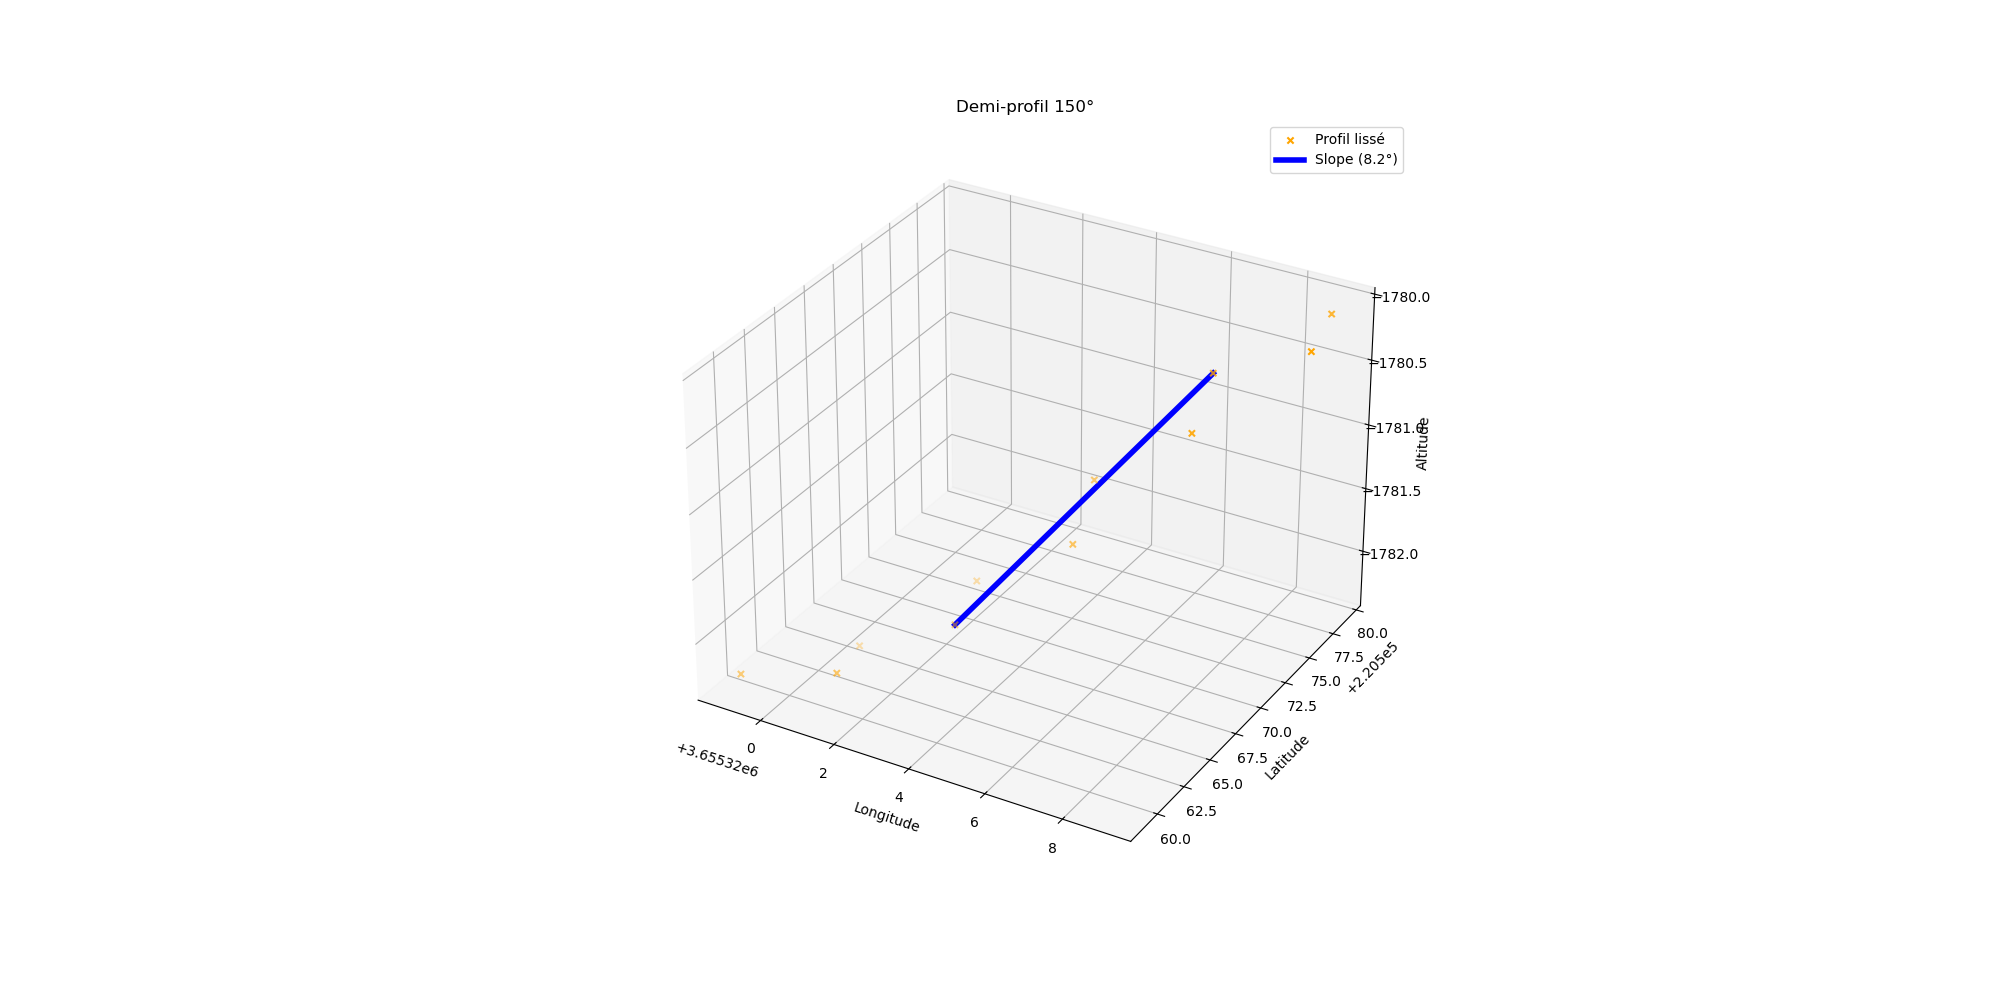 Demi-profil 150°
Profil lissé
Slope (8.2°)
−1780.0
−1780.5
−1781.0
−1781.5
−1782.0
Altitude
80.0
77.5
75.0
72.5
70.0
67.5
65.0
62.5
60.0
+2.205e5
Latitude
0
2
4
6
8
+3.65532e6
Longitude